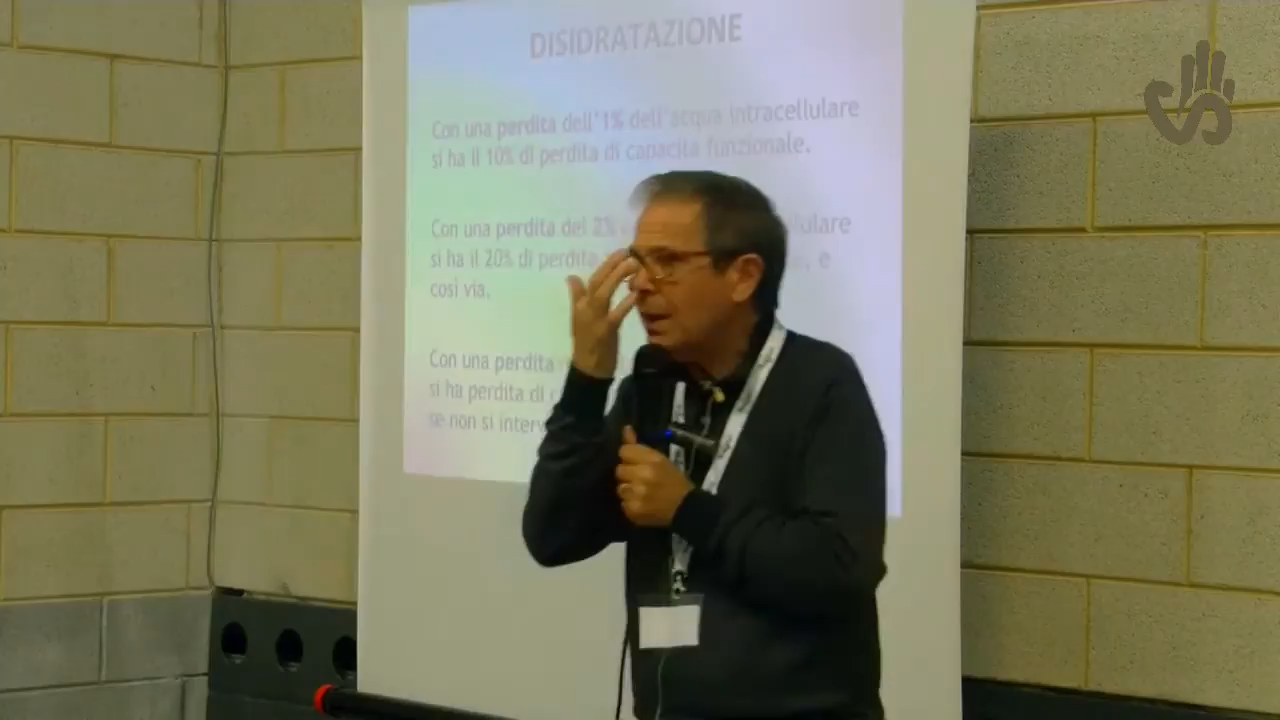 DISIDRATAZIONE
Con una perdita dell'1% dell'acqua intracellulare
si ha il 10% di perdita di capacità funzionale.
Con una perdita del 2%
si ha il 20% di perdita , e
così via.
Con una perdita
si ha perdita di
se non si